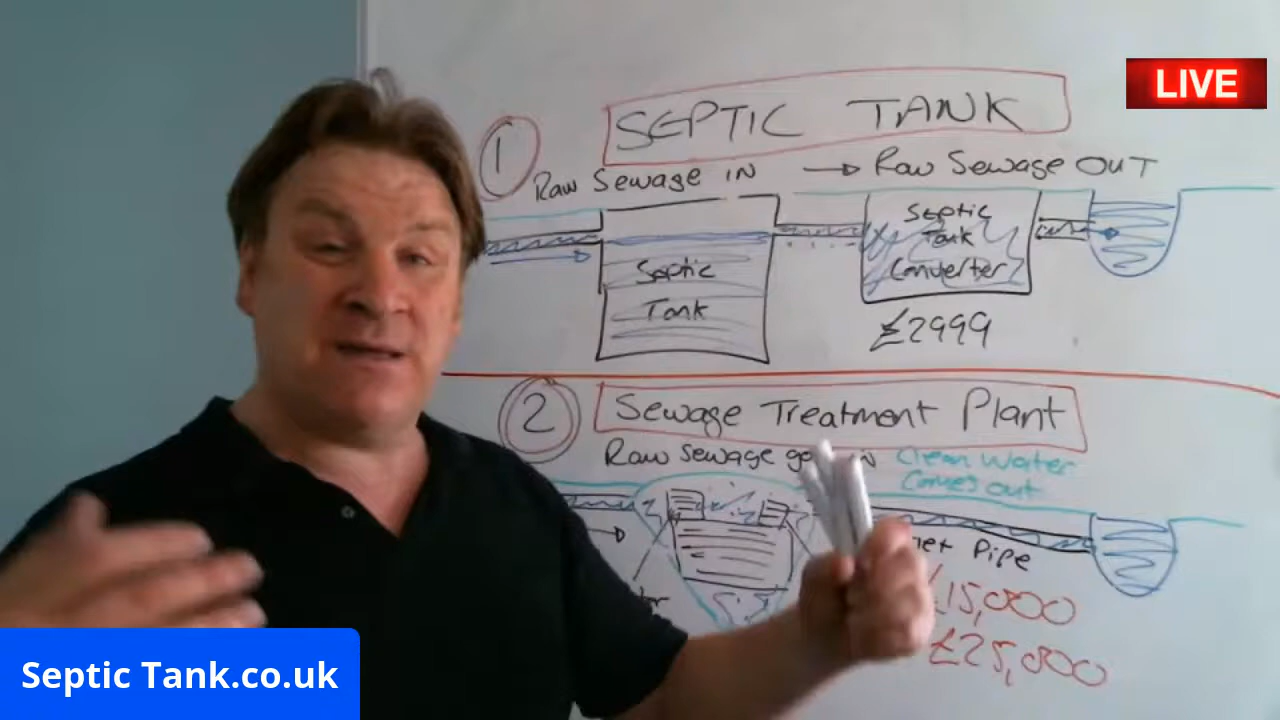 LIVE
1
SEPTIC TANK
Raw Sewage IN → Raw Sewage OUT
Septic
Tank
Septic
Tank
Converter
£2999
2
Sewage Treatment Plant
Raw Sewage in
Clean Water
Comes out
Pipe
£15,000
£25,000
Septic Tank.co.uk